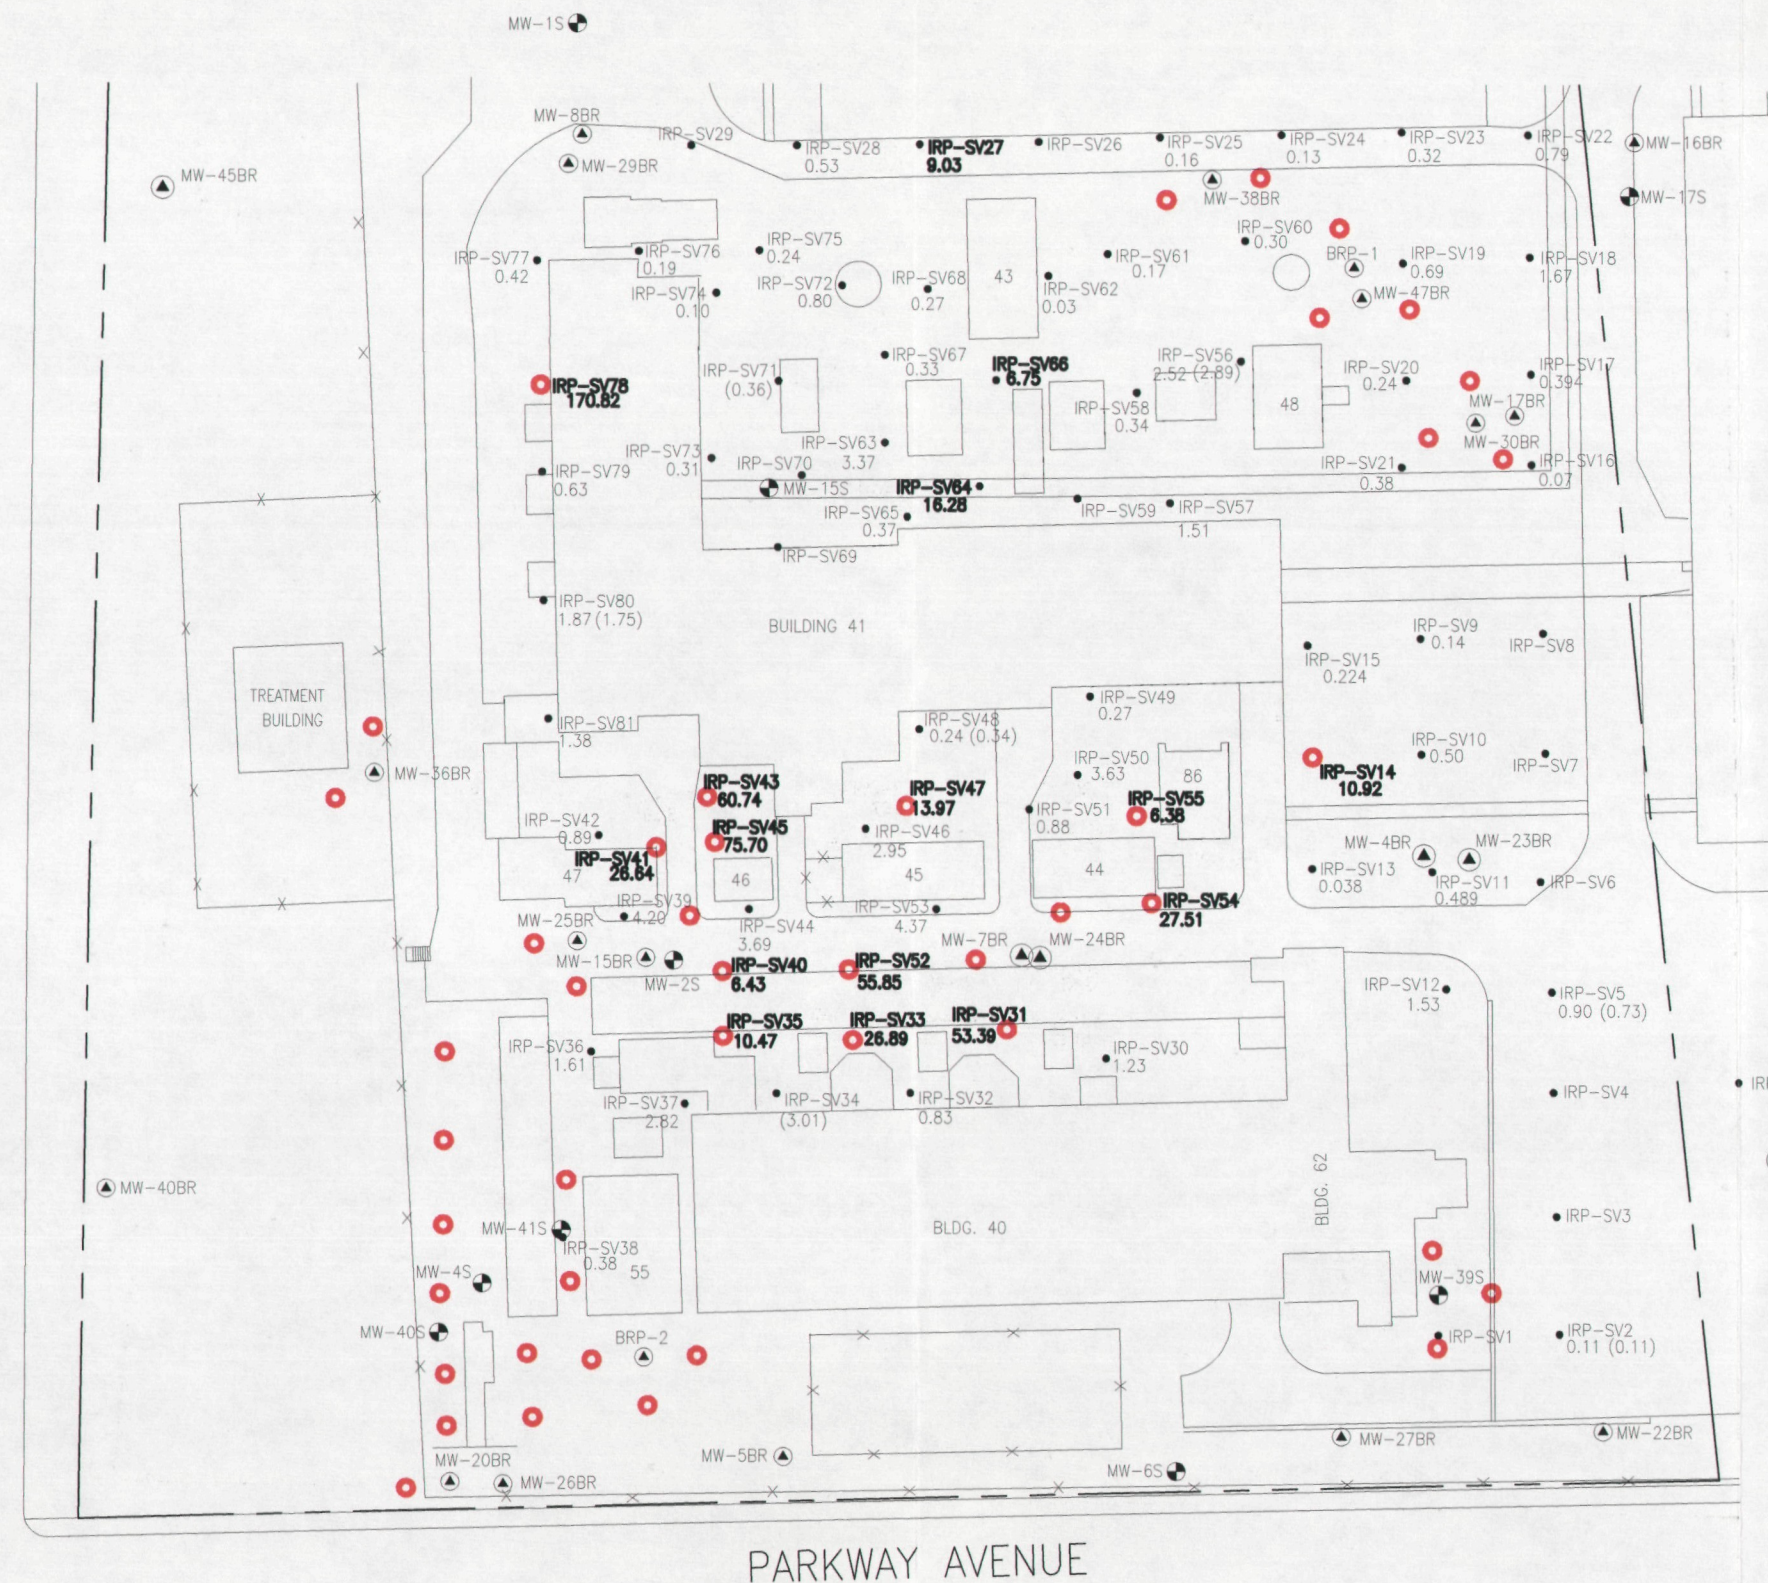 MW-1S
MW-8BR
MW-29BR
MW-45BR
IRP-SV29
IRP-SV28
0.53
IRP-SV27
9.03
IRP-SV26
IRP-SV25
0.16
IRP-SV24
0.13
IRP-SV23
0.32
IRP-SV22
0.79
MW-16BR
MW-38BR
MW-17S
IRP-SV77
0.42
IRP-SV76
0.19
IRP-SV75
0.24
IRP-SV74
0.10
IRP-SV72
0.80
IRP-SV68
0.27
43
IRP-SV62
0.03
IRP-SV61
0.17
IRP-SV60
0.30
BRP-1
MW-47BR
IRP-SV19
0.69
IRP-SV18
1.67
IRP-SV78
170.82
IRP-SV71
(0.36)
IRP-SV67
0.33
IRP-SV66
6.75
IRP-SV58
0.34
IRP-SV56
2.52 (2.89)
48
IRP-SV20
0.24
IRP-SV17
0.394
MW-17BR
MW-30BR
IRP-SV79
0.63
IRP-SV73
0.31
IRP-SV70
MW-15S
IRP-SV63
3.37
IRP-SV64
16.28
IRP-SV65
0.37
IRP-SV59
IRP-SV57
1.51
IRP-SV21
0.38
IRP-SV16
0.07
IRP-SV69
IRP-SV80
1.87 (1.75)
BUILDING 41
IRP-SV15
0.224
IRP-SV9
0.14
IRP-SV8
TREATMENT
BUILDING
MW-36BR
IRP-SV81
1.38
IRP-SV48
0.24 (0.34)
IRP-SV49
0.27
IRP-SV50
3.63
86
IRP-SV14
10.92
IRP-SV10
0.50
IRP-SV7
IRP-SV43
60.74
IRP-SV47
13.97
IRP-SV51
0.88
IRP-SV55
6.38
IRP-SV42
0.89
IRP-SV45
75.70
IRP-SV46
2.95
IRP-SV41
26.64
47
46
45
44
MW-4BR
MW-23BR
IRP-SV13
0.038
IRP-SV11
0.489
IRP-SV6
IRP-SV39
4.20
IRP-SV44
3.69
IRP-SV53
4.37
IRP-SV54
27.51
MW-25BR
MW-15BR
MW-2S
MW-7BR
MW-24BR
IRP-SV40
6.43
IRP-SV52
55.85
IRP-SV12
1.53
IRP-SV5
0.90 (0.73)
IRP-SV35
10.47
IRP-SV33
26.89
IRP-SV31
53.39
IRP-SV36
1.61
IRP-SV30
1.23
IRP-SV37
2.82
IRP-SV34
(3.01)
IRP-SV32
0.83
IRP-SV4
MW-40BR
BLDG. 62
MW-41S
IRP-SV38
0.38
55
BLDG. 40
IRP-SV3
MW-4S
MW-39S
MW-40S
BRP-2
IRP-SV1
IRP-SV2
0.11 (0.11)
MW-20BR
MW-26BR
MW-5BR
MW-6S
MW-27BR
MW-22BR
PARKWAY AVENUE